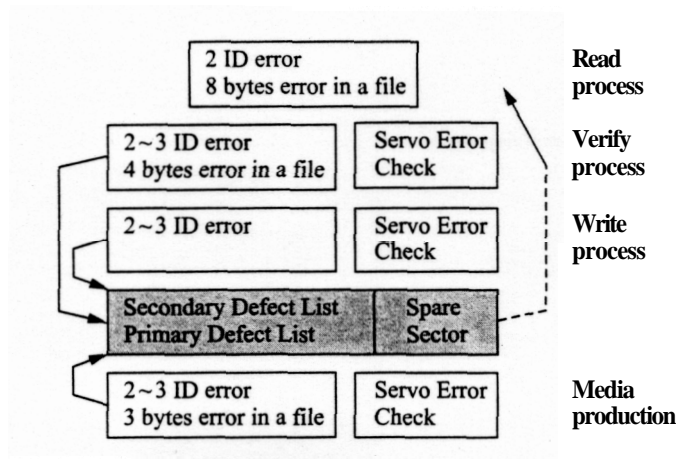 2 ID error
8 bytes error in a file
Read
process
2~3 ID error
4 bytes error in a file
Servo Error
Check
Verify
process
2~3 ID error
Servo Error
Check
Write
process
Secondary Defect List
Primary Defect List
Spare
Sector
2~3 ID error
3 bytes error in a file
Servo Error
Check
Media
production